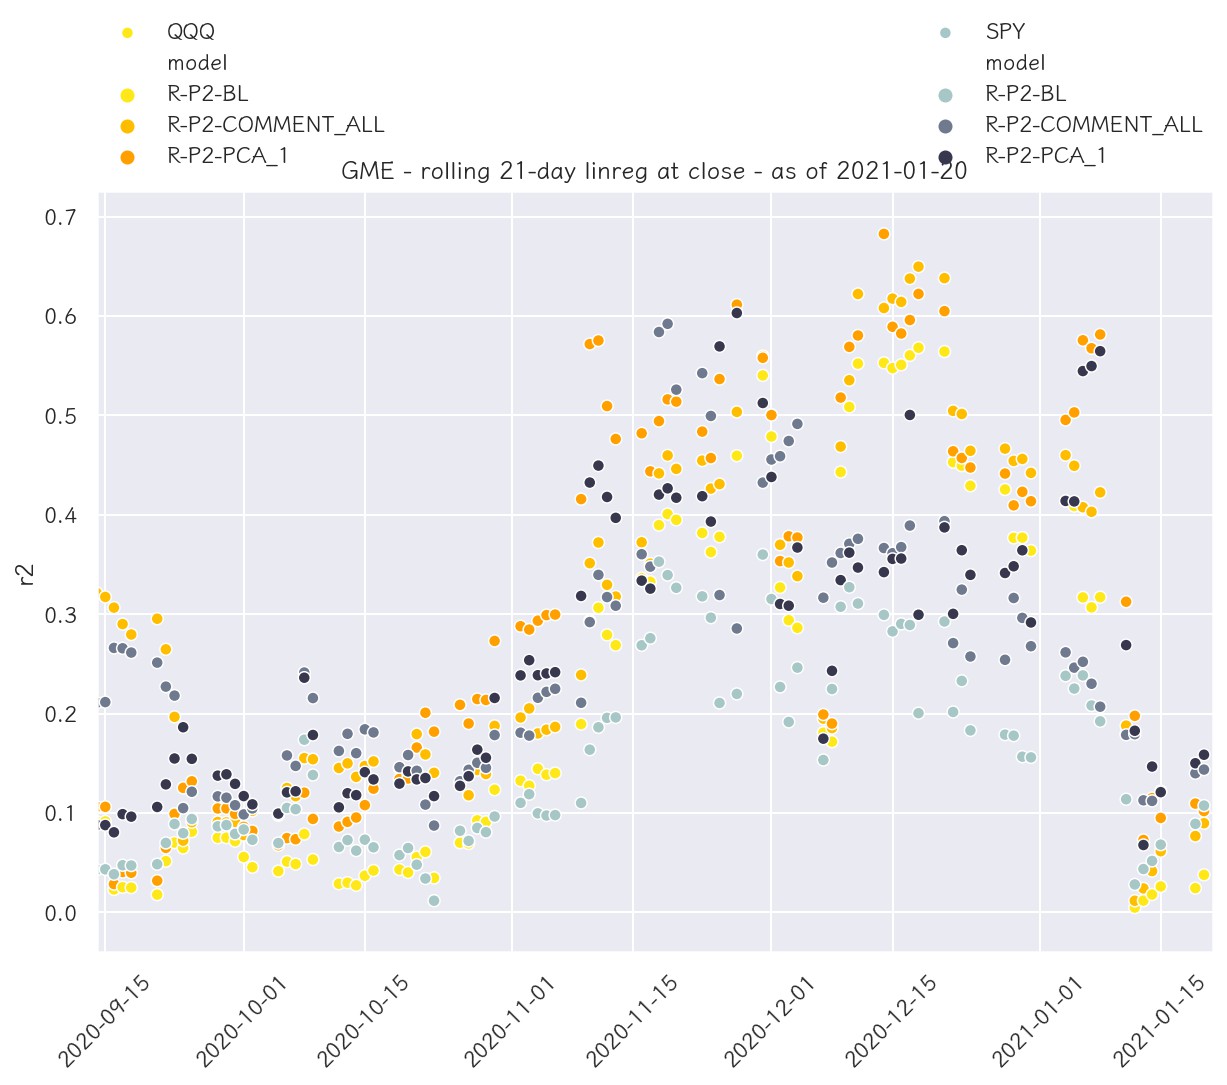 QQQ
model
R-P2-BL
R-P2-COMMENT_ALL
R-P2-PCA_1
SPY
model
R-P2-BL
R-P2-COMMENT_ALL
R-P2-PCA_1
GME - rolling 21-day linreg at close - as of 2021-01-20
0.7
0.6
0.5
0.4
0.3
0.2
0.1
0.0
r2
2020-09-15
2020-10-01
2020-10-15
2020-11-01
2020-11-15
2020-12-01
2020-12-15
2021-01-01
2021-01-15